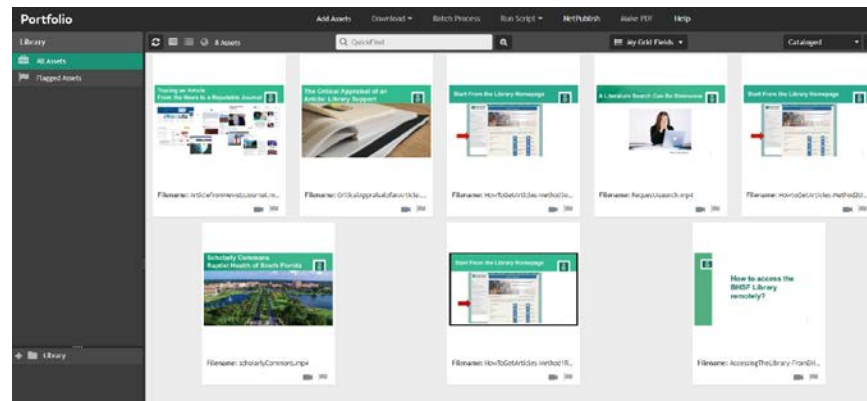 Portfolio
Add Assets Download Batch Process Run Script NetPublish Make PDF Help
Library
8 Assets QuickFind My Grid Fields Cataloged
All Assets
Flagged Assets
Tracing an Article
From the News to a Reputable Journal
The Critical Appraisal of an
Article: Library Support
Start From the Library Homepage
A Literature Search Can Be Direct
Start From the Library Homepage
Filename: ArticleFromNewstoJournal.m...
Filename: CriticalAppraisalofanArticle....
Filename: HowToGetArticles-Method3...
Filename: RequestAsearch.mp4
Filename: HowtoGetArticles-Method2
Scholarly Commons
Baptist Health of South Florida
Start From the Library Homepage
How to access the
BHSF Library
remotely?
Library
Filename: scholarlyCommons.mp4
Filename: HowToGetArticles-Method1R...
Filename: AccessingTheLibrary-FromBH...